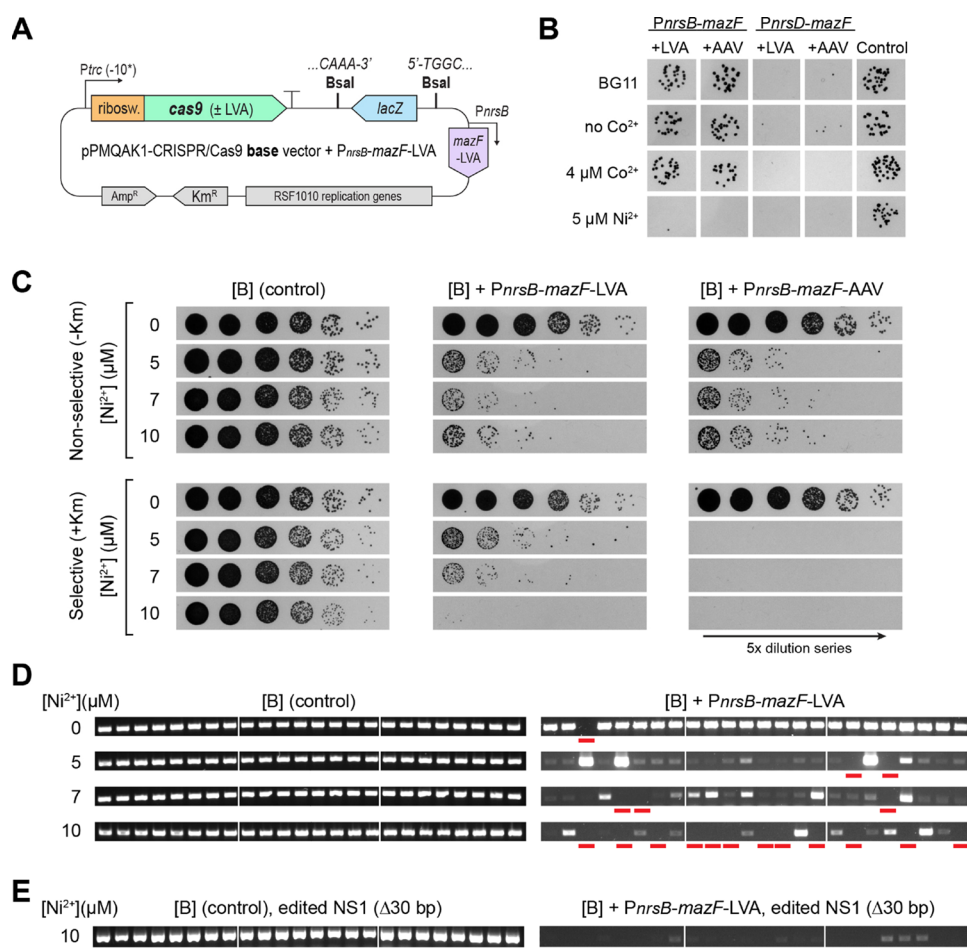 A
Ptrc (-10*)
...CAAA-3'
BsaI
5'-TGGC...
BsaI
ribosw.
cas9 (± LVA)
lacZ
PnrsB
mazF
-LVA
pPMQAK1-CRISPR/Cas9 base vector + PnrsB-mazF-LVA
AmpR
KmR
RSF1010 replication genes
B
PnrsB-mazF
PnrsD-mazF
+LVA
+AAV
+LVA
+AAV
Control
BG11
no Co2+
4 µM Co2+
5 µM Ni2+
C
[B] (control)
[B] + PnrsB-mazF-LVA
[B] + PnrsB-mazF-AAV
Non-selective (-Km)
[Ni2+] (µM)
0
5
7
10
Selective (+Km)
[Ni2+] (µM)
0
5
7
10
5x dilution series
D
[Ni2+](µM)
[B] (control)
[B] + PnrsB-mazF-LVA
0
5
7
10
E
[Ni2+](µM)
[B] (control), edited NS1 (Δ30 bp)
[B] + PnrsB-mazF-LVA, edited NS1 (Δ30 bp)
10